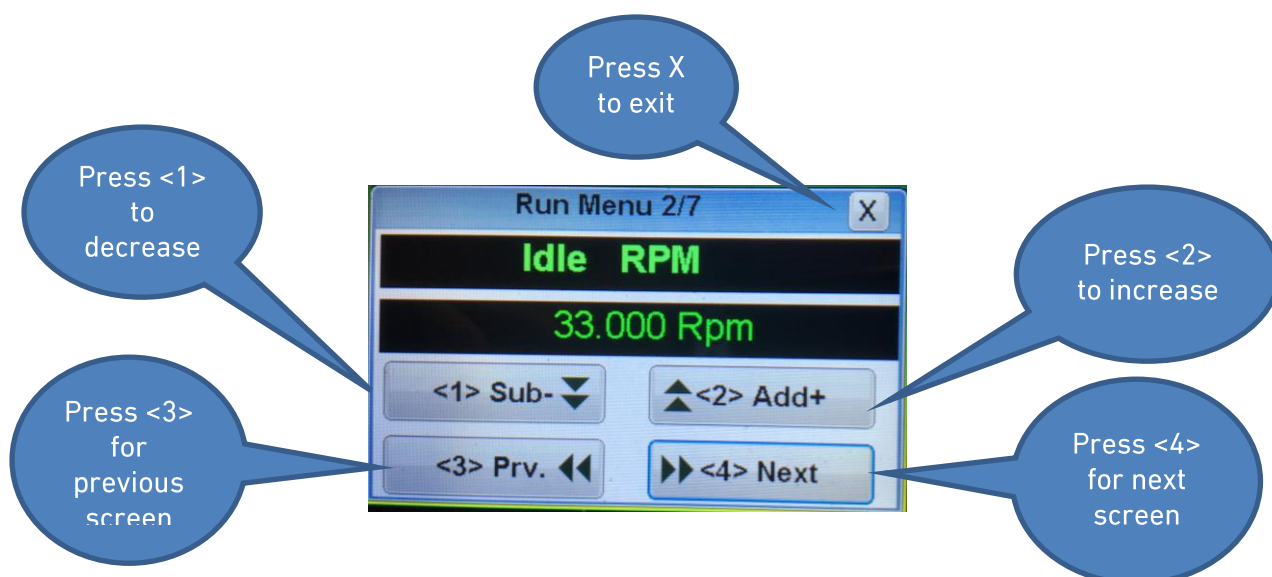 Press X
to exit
Press <1>
to
decrease
Run Menu 2/7
X
Idle RPM
33.000 Rpm
<1> Sub-
<2> Add+
<3> Prv.
<4> Next
Press <2>
to increase
Press <3>
for
previous
screen
Press <4>
for next
screen